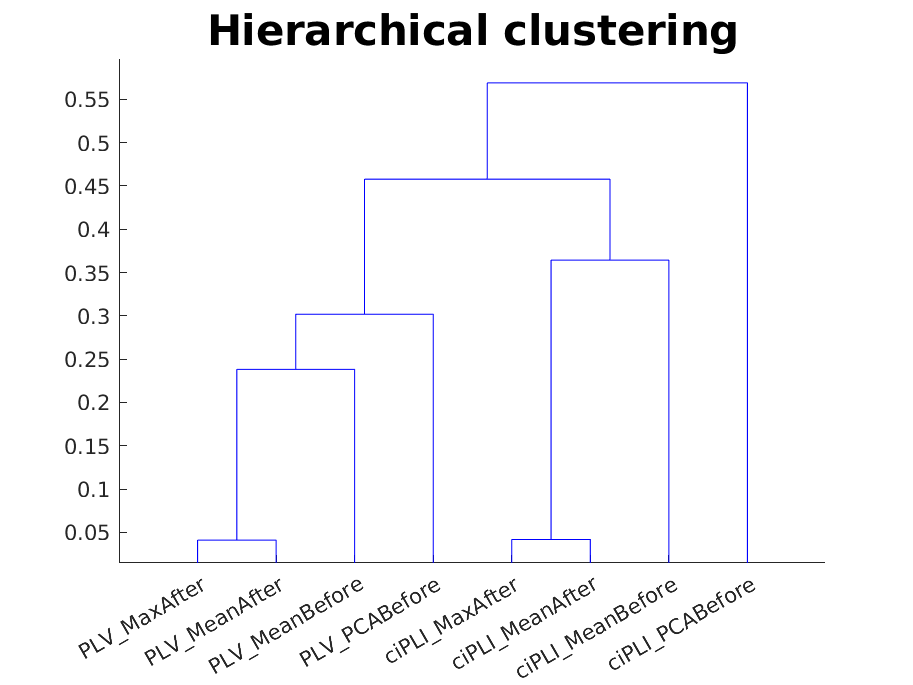 Hierarchical clustering
0.55
0.5
0.45
0.4
0.35
0.3
0.25
0.2
0.15
0.1
0.05
PLV_MaxAfter
PLV_MeanAfter
PLV_MeanBefore
PLV_PCABefore
ciPLI_MaxAfter
ciPLI_MeanAfter
ciPLI_MeanBefore
ciPLI_PCABefore